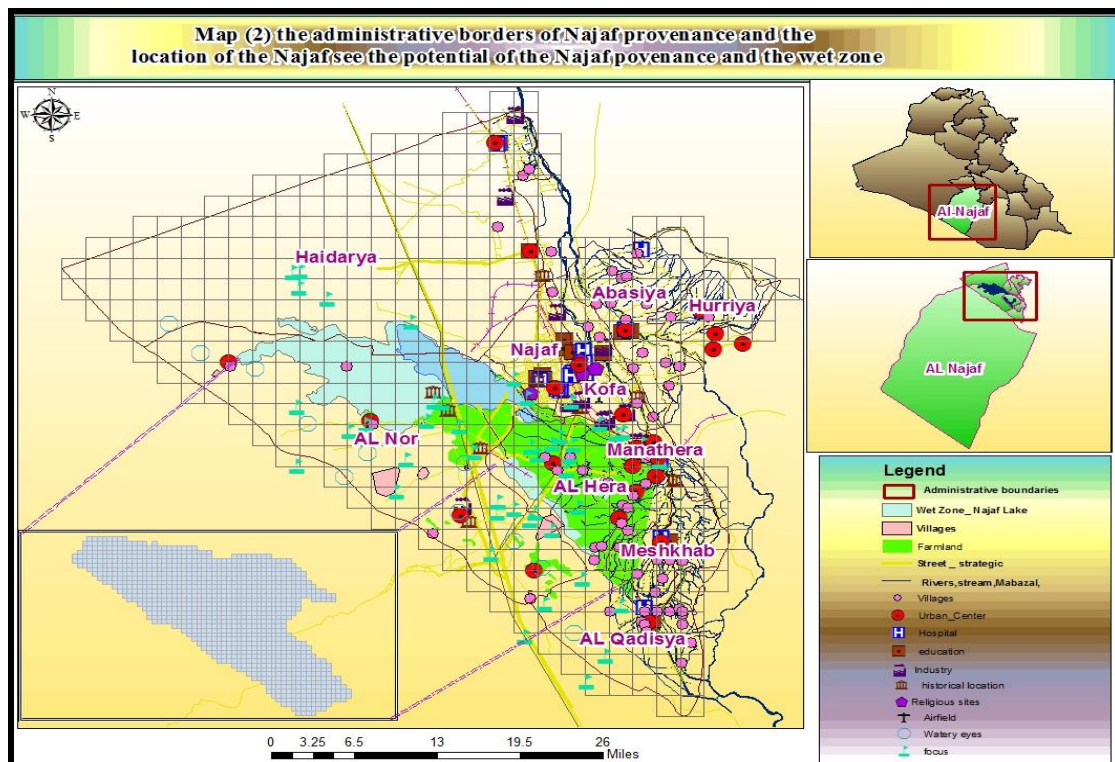 Map (2) the administrative borders of Najaf provenance and the
location of the Najaf see the potential of the Najaf povenance and the wet zone
N
W
E
S
Haidarya
Abasiya
Hurriya
Najaf
Kofa
AL Nor
Manathera
AL Hera
Meshkhab
AL Qadisya
0 3.25 6.5 13 19.5 26
Miles
Al-Najaf
AL Najaf
Legend
Administrative boundaries
Wet Zone_ Najaf Lake
Villages
Farmland
Street _ strategic
Rivers,stream,Mabazal,
Villages
Urban_Center
Hospital
education
Industry
historical location
Religious sites
Airfield
Watery eyes
focus